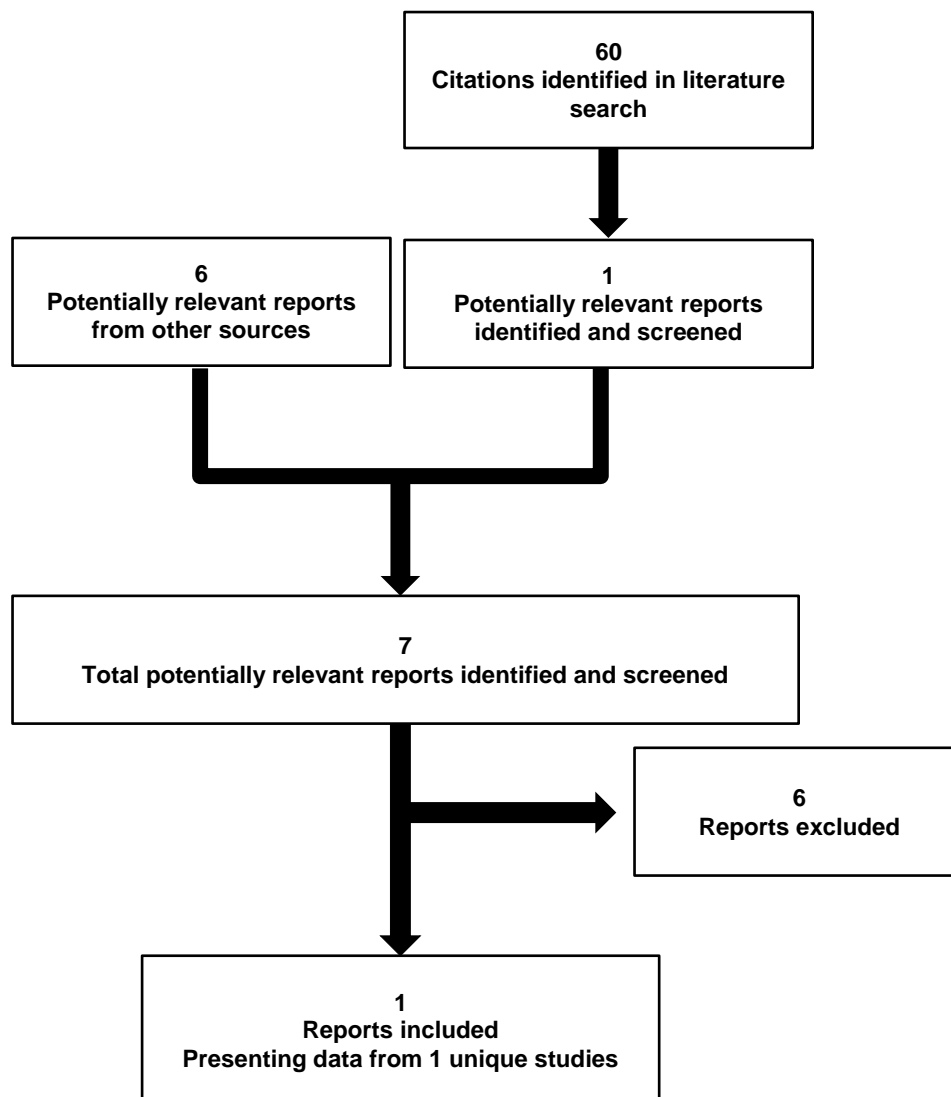 60
Citations identified in literature
search
6
Potentially relevant reports
from other sources
1
Potentially relevant reports
identified and screened
7
Total potentially relevant reports identified and screened
6
Reports excluded
1
Reports included
Presenting data from 1 unique studies